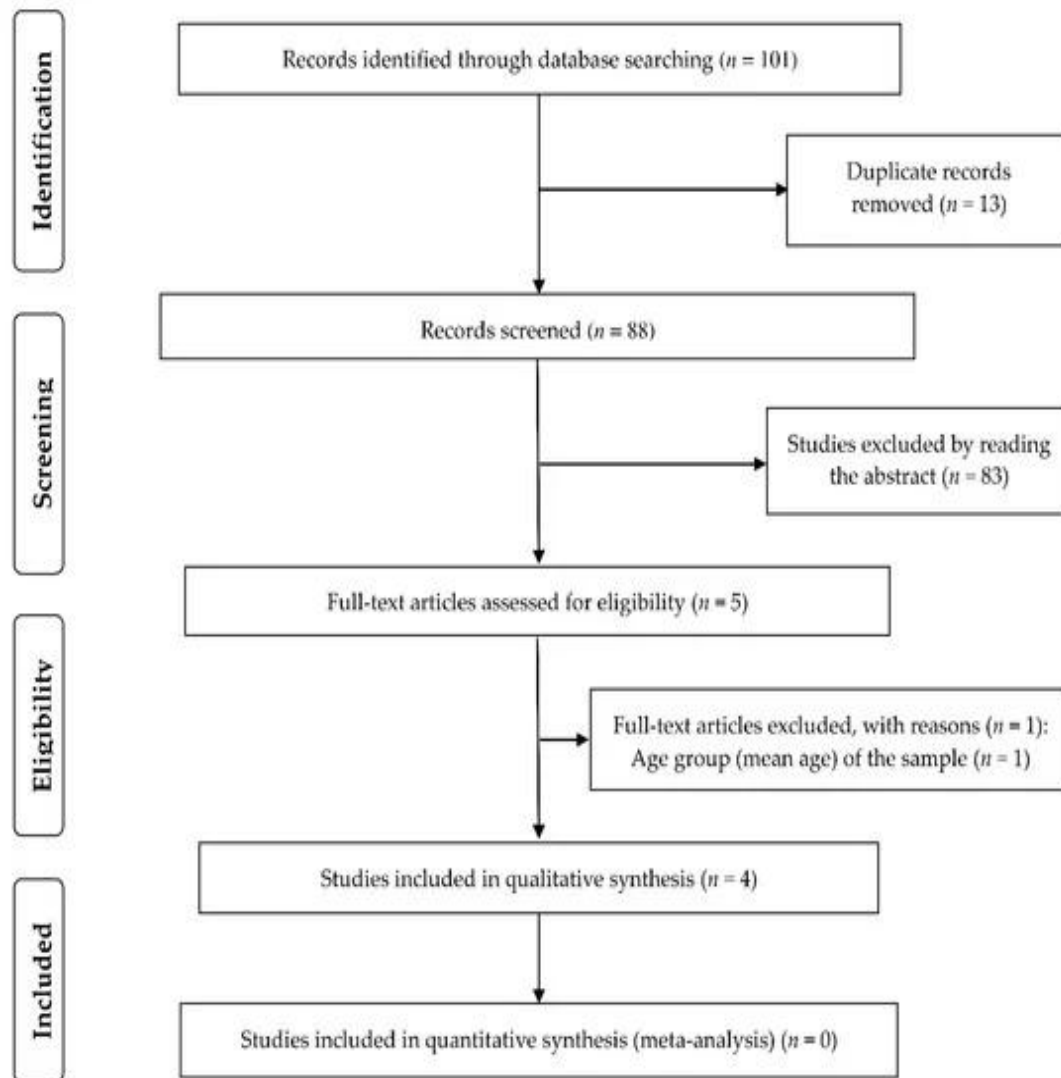 Identification
Records identified through database searching (n = 101)
Duplicate records
removed (n = 13)
Screening
Records screened (n = 88)
Studies excluded by reading
the abstract (n = 83)
Eligibility
Full-text articles assessed for eligibility (n = 5)
Full-text articles excluded, with reasons (n = 1):
Age group (mean age) of the sample (n = 1)
Included
Studies included in qualitative synthesis (n = 4)
Studies included in quantitative synthesis (meta-analysis) (n = 0)